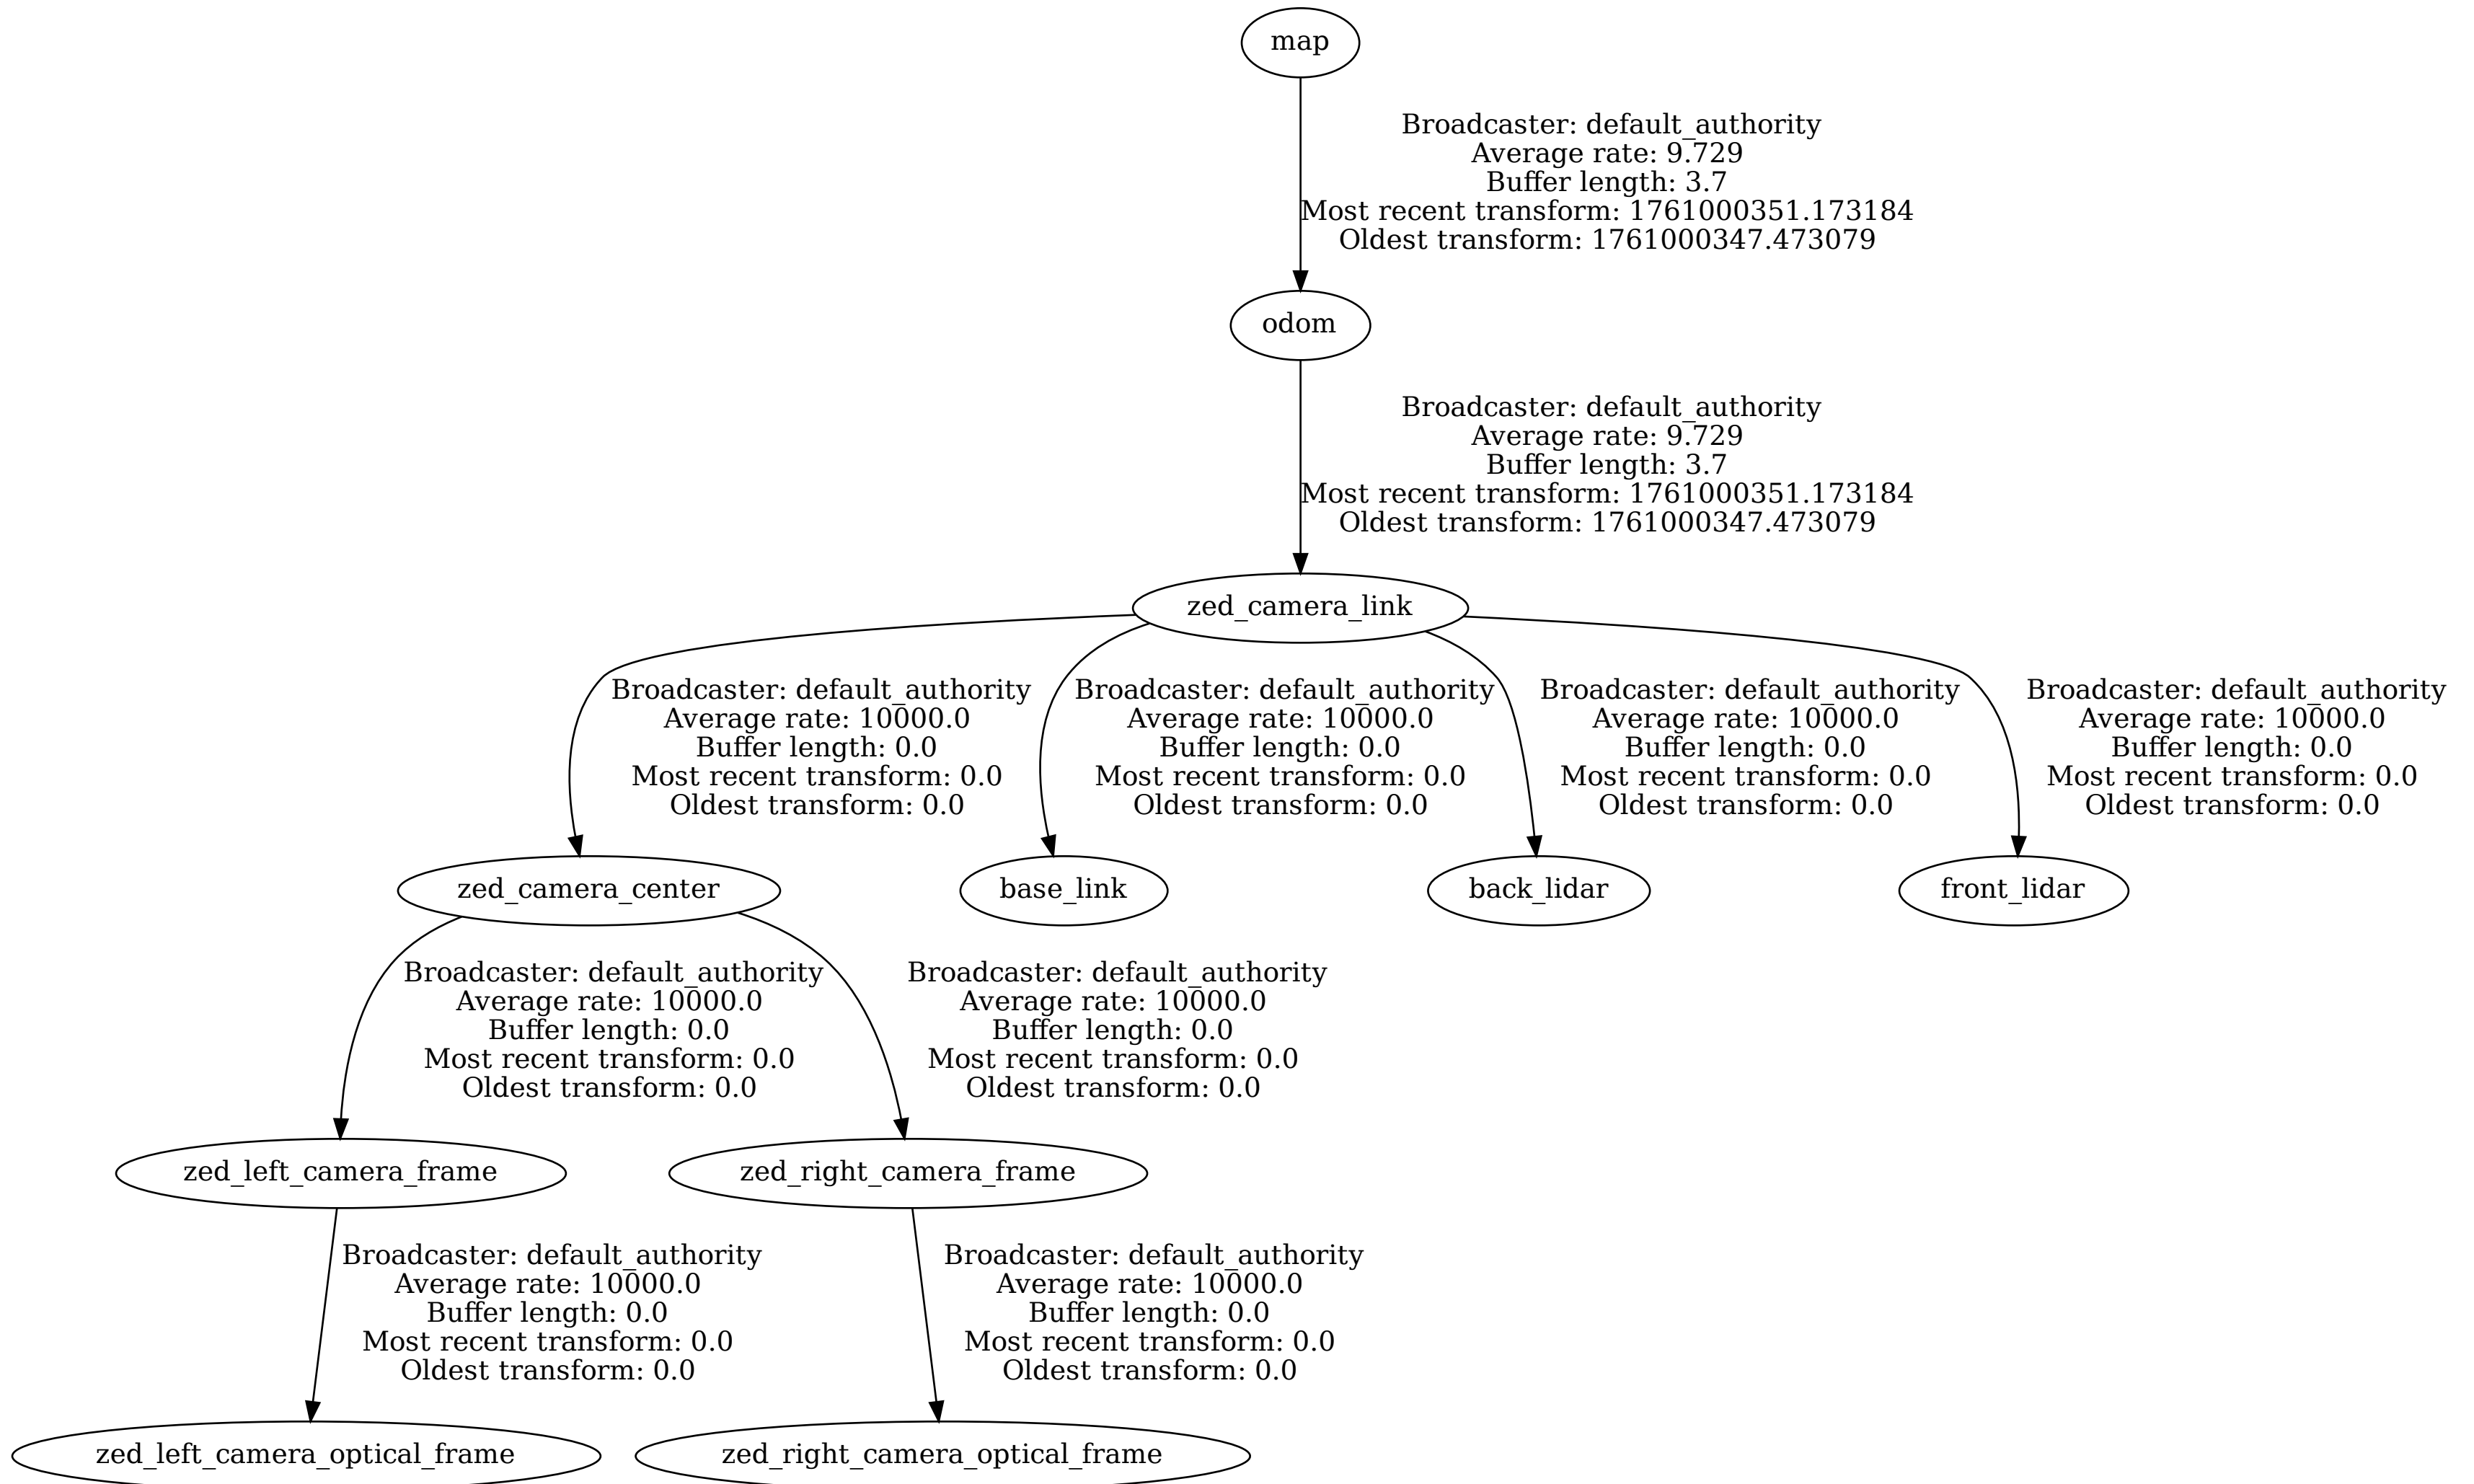 map
Broadcaster: default_authority
Average rate: 9.729
Buffer length: 3.7
Most recent transform: 1761000351.173184
Oldest transform: 1761000347.473079
odom
Broadcaster: default_authority
Average rate: 9.729
Buffer length: 3.7
Most recent transform: 1761000351.173184
Oldest transform: 1761000347.473079
zed_camera_link
Broadcaster: default_authority
Average rate: 10000.0
Buffer length: 0.0
Most recent transform: 0.0
Oldest transform: 0.0
Broadcaster: default_authority
Average rate: 10000.0
Buffer length: 0.0
Most recent transform: 0.0
Oldest transform: 0.0
Broadcaster: default_authority
Average rate: 10000.0
Buffer length: 0.0
Most recent transform: 0.0
Oldest transform: 0.0
Broadcaster: default_authority
Average rate: 10000.0
Buffer length: 0.0
Most recent transform: 0.0
Oldest transform: 0.0
zed_camera_center
base_link
back_lidar
front_lidar
Broadcaster: default_authority
Average rate: 10000.0
Buffer length: 0.0
Most recent transform: 0.0
Oldest transform: 0.0
Broadcaster: default_authority
Average rate: 10000.0
Buffer length: 0.0
Most recent transform: 0.0
Oldest transform: 0.0
zed_left_camera_frame
zed_right_camera_frame
Broadcaster: default_authority
Average rate: 10000.0
Buffer length: 0.0
Most recent transform: 0.0
Oldest transform: 0.0
Broadcaster: default_authority
Average rate: 10000.0
Buffer length: 0.0
Most recent transform: 0.0
Oldest transform: 0.0
zed_left_camera_optical_frame
zed_right_camera_optical_frame